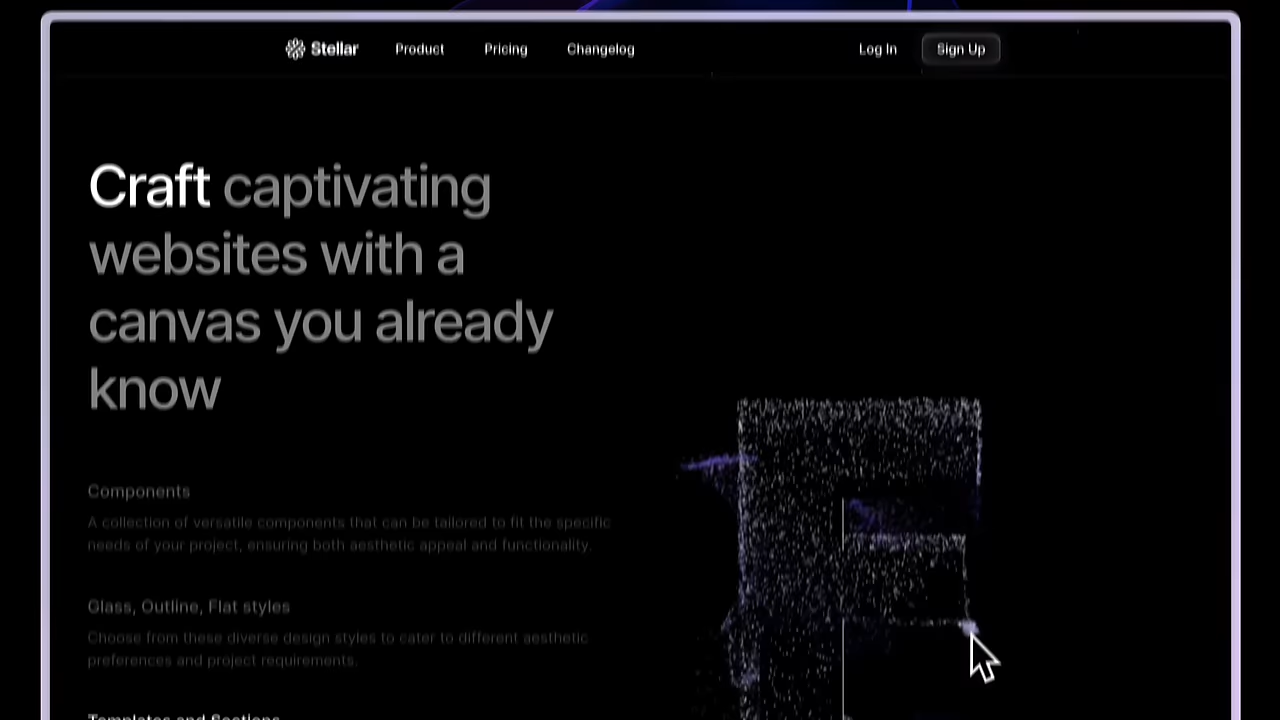 Stellar Product Pricing Changelog Log In Sign Up
Craft captivating
websites with a
canvas you already
know
Components
A collection of versatile components that can be tailored to fit the specific
needs of your project, ensuring both aesthetic appeal and functionality.
Glass, Outline, Flat styles
Choose from these diverse design styles to cater to different aesthetic
preferences and project requirements.
Templates and Sections